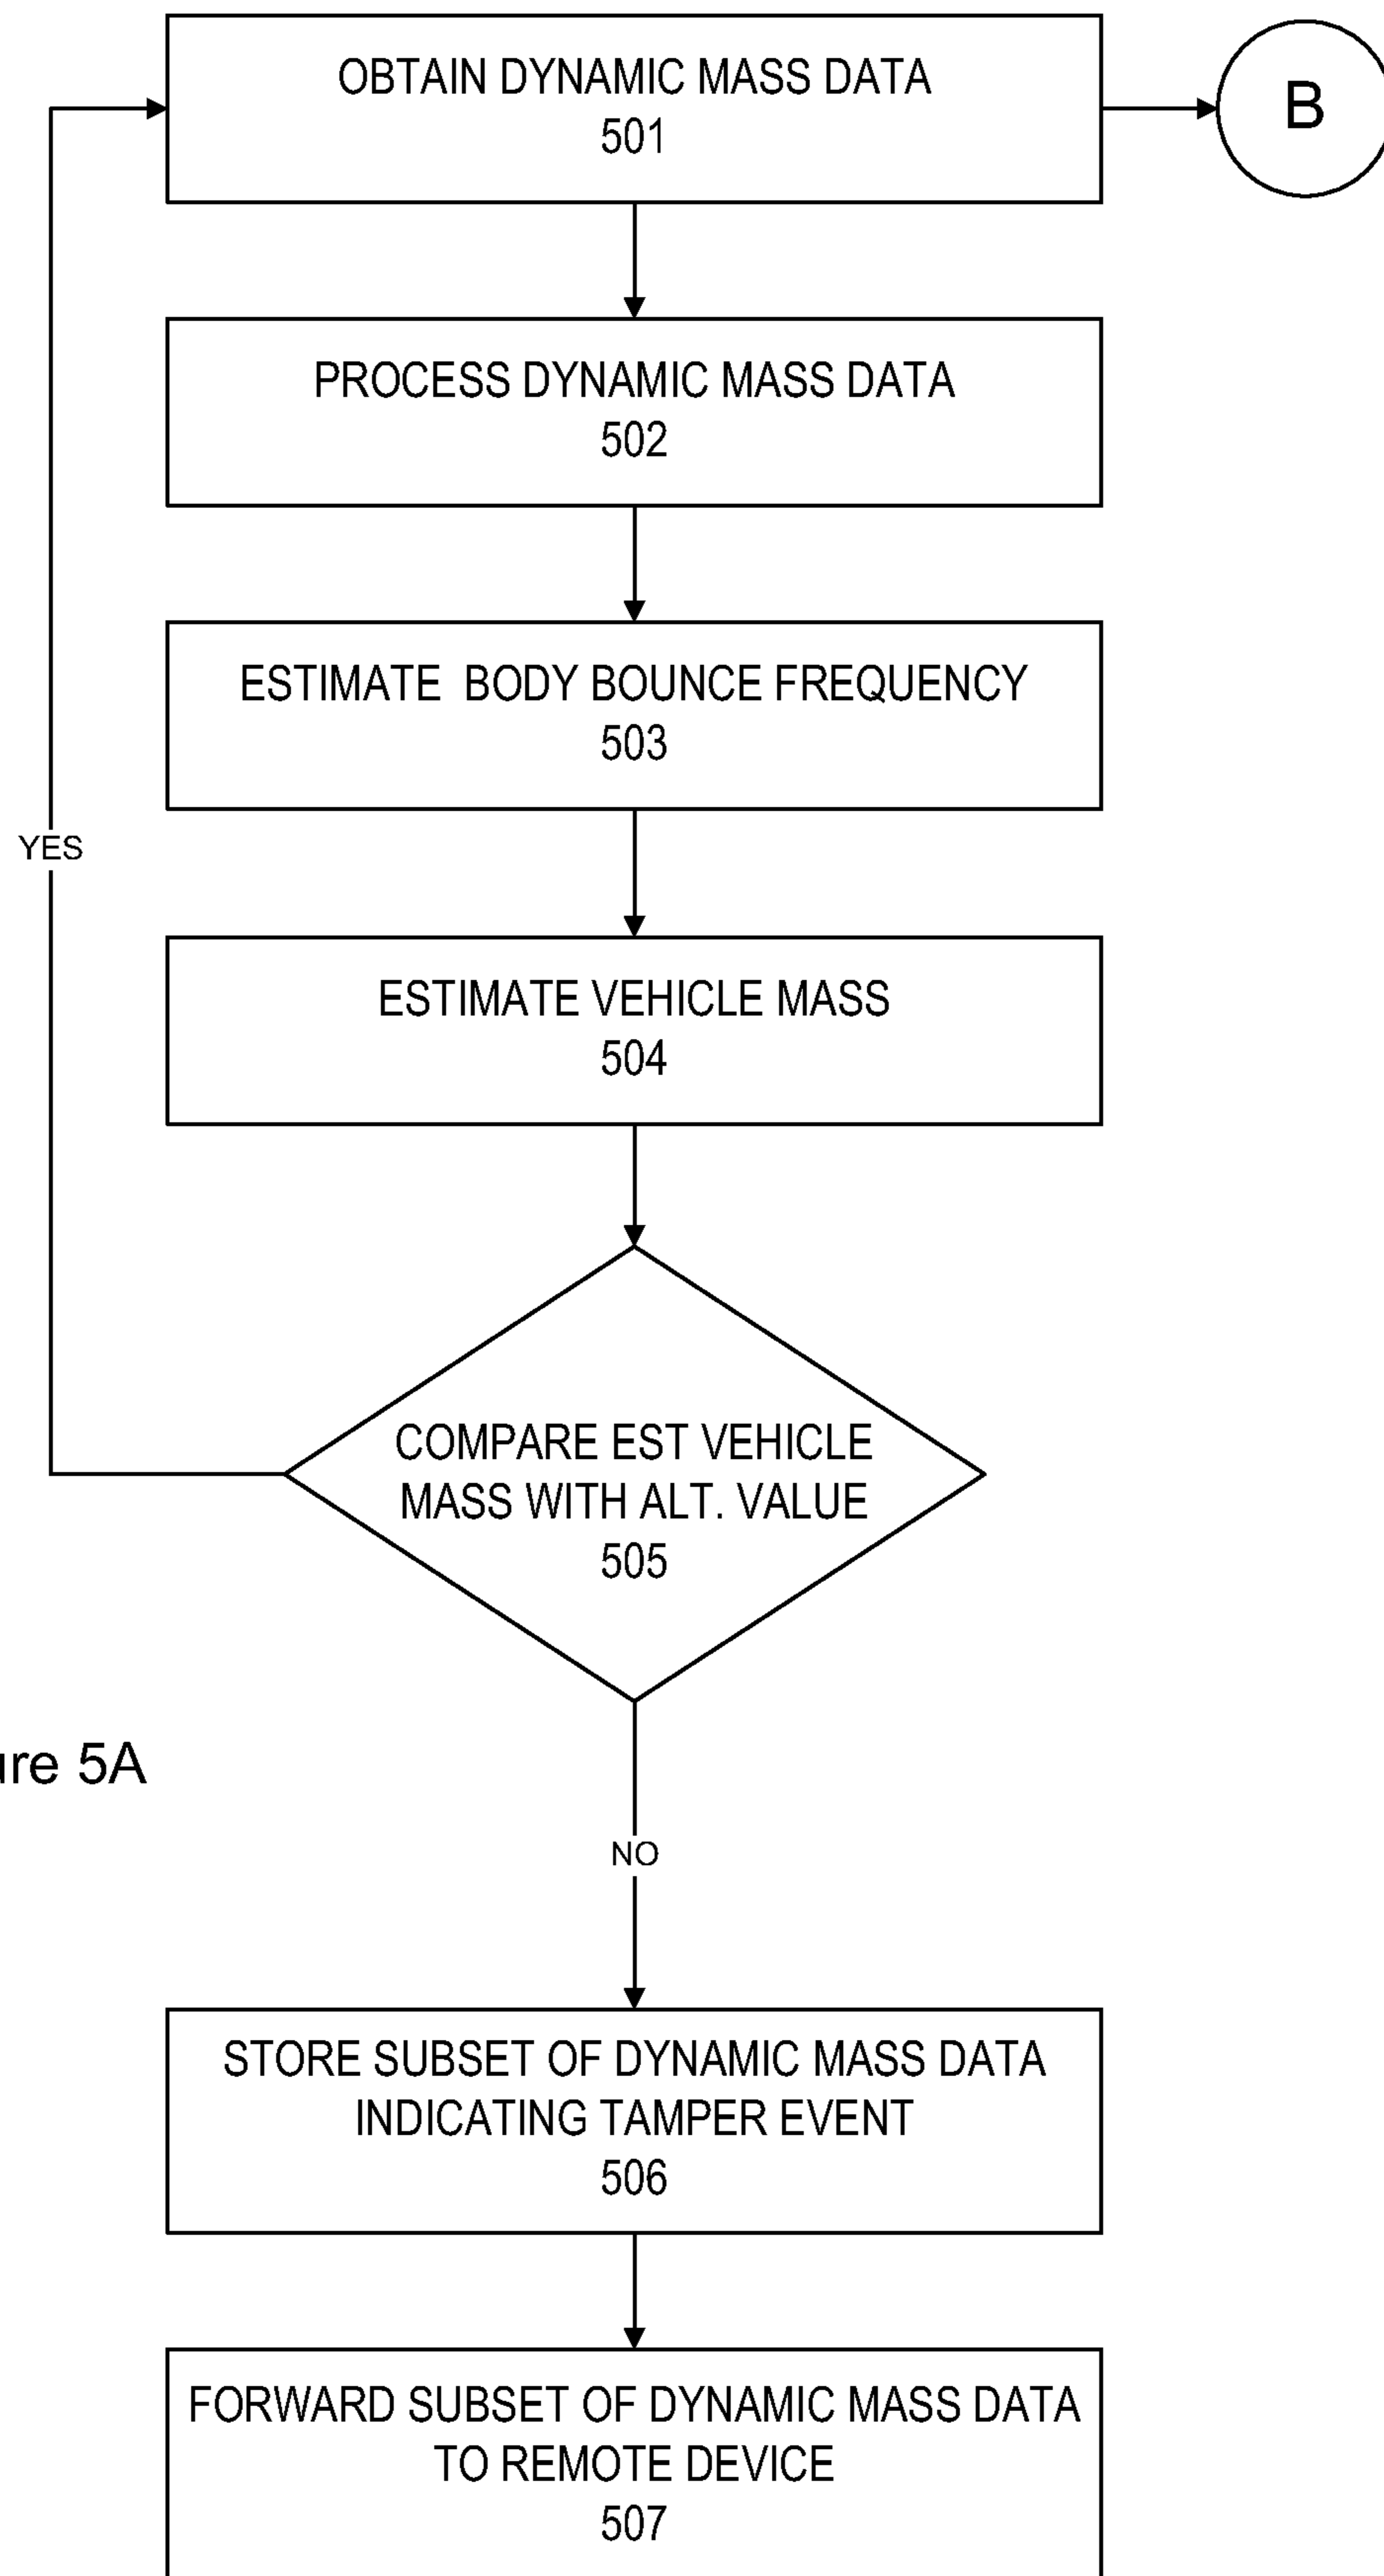 OBTAIN DYNAMIC MASS DATA
501
B
PROCESS DYNAMIC MASS DATA
502
ESTIMATE BODY BOUNCE FREQUENCY
503
YES
ESTIMATE VEHICLE MASS
504
COMPARE EST VEHICLE
MASS WITH ALT. VALUE
505
5A
NO
STORE SUBSET OF DYNAMIC MASS DATA
INDICATING TAMPER EVENT
506
FORWARD SUBSET OF DYNAMIC MASS DATA
TO REMOTE DEVICE
507